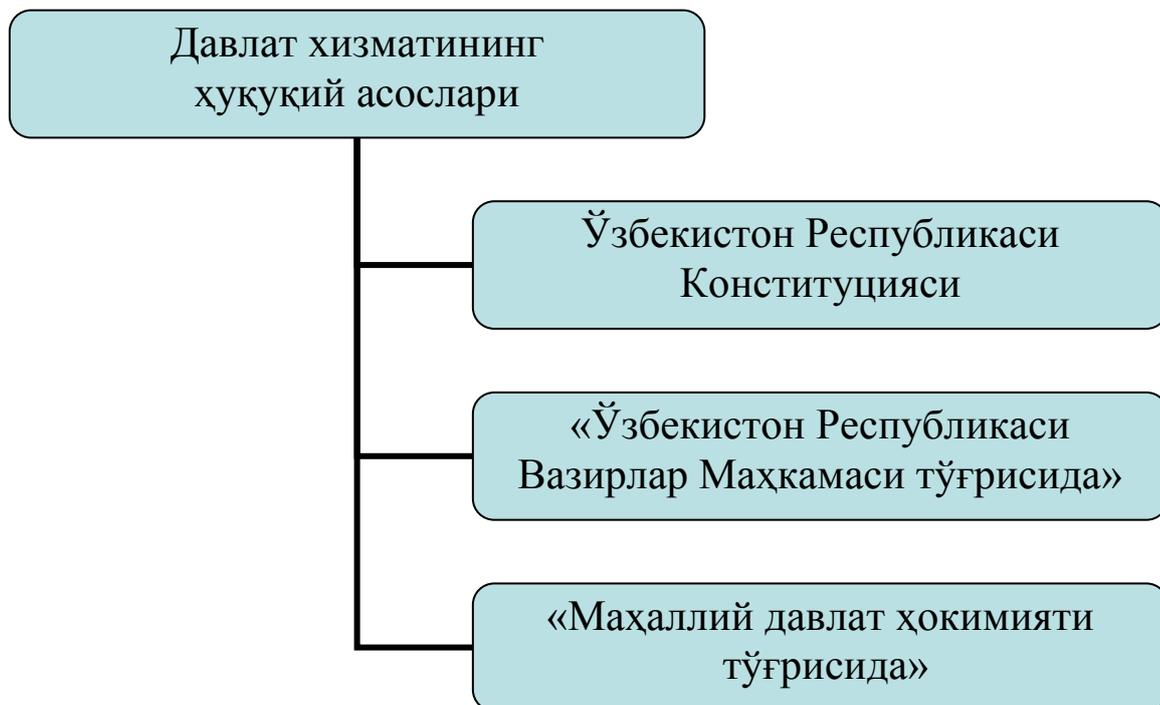 Давлат хизматининг
ҳуқуқий асослари
Ўзбекистон Республикаси
Конституцияси
«Ўзбекистон Республикаси
Вазирлар Маҳкамаси тўғрисида»
«Маҳаллий давлат ҳокимияти
тўғрисида»